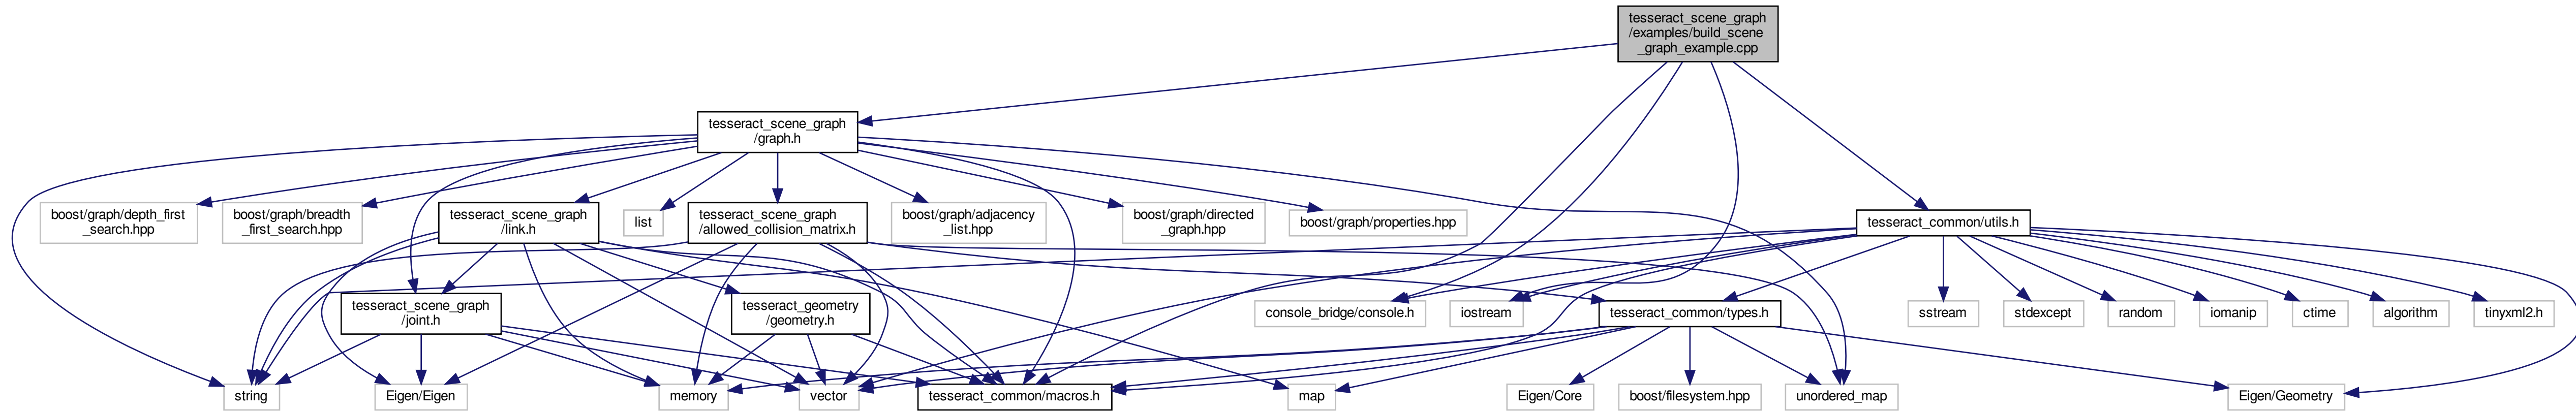 tesseract_scene_graph
/examples/build_scene
_graph_example.cpp
tesseract_scene_graph
/graph.h
boost/graph/depth_first
_search.hpp
boost/graph/breadth
_first_search.hpp
tesseract_scene_graph
/link.h
list
tesseract_scene_graph
/allowed_collision_matrix.h
boost/graph/adjacency
_list.hpp
boost/graph/directed
_graph.hpp
boost/graph/properties.hpp
tesseract_common/utils.h
tesseract_scene_graph
/joint.h
tesseract_geometry
/geometry.h
console_bridge/console.h
iostream
tesseract_common/types.h
sstream
stdexcept
random
iomanip
ctime
algorithm
tinyxml2.h
string
Eigen/Eigen
memory
vector
tesseract_common/macros.h
map
Eigen/Core
boost/filesystem.hpp
unordered_map
Eigen/Geometry